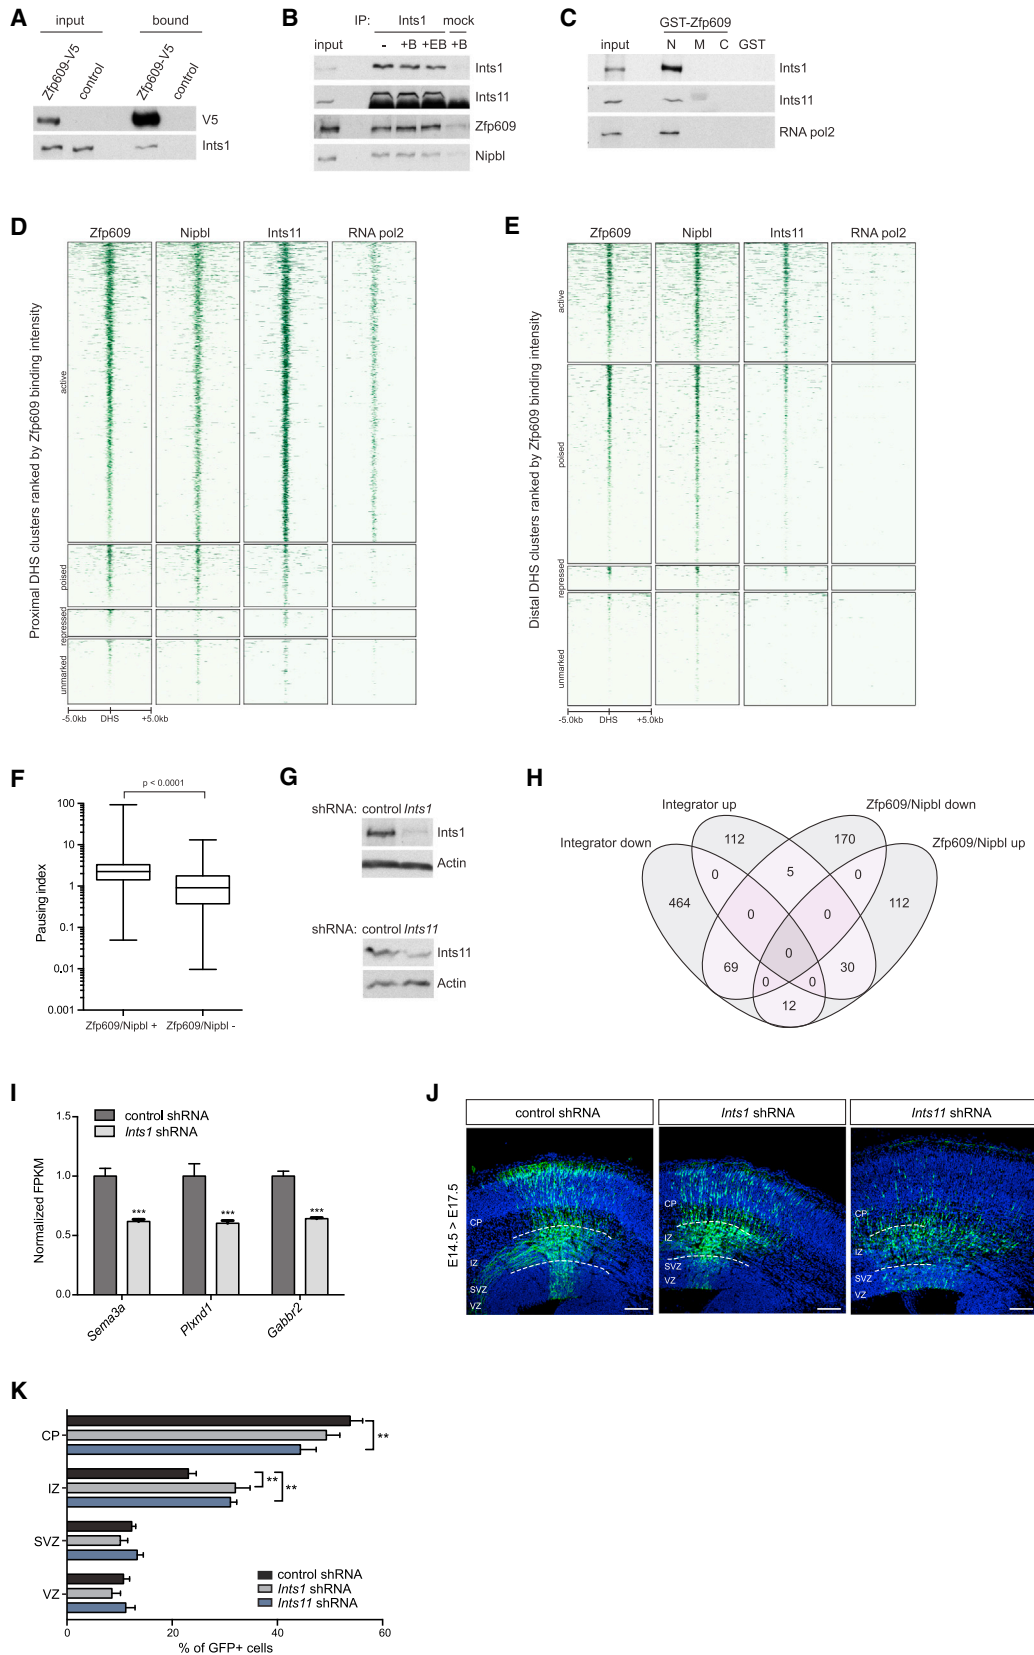 A
input
bound
Zfp609-V5
control
Zfp609-V5
control
V5
Ints1
B
IP:
Ints1
mock
input
-
+B
+EB
+B
Ints1
Ints11
Zfp609
Nipbl
C
GST-Zfp609
input
N
M
C
GST
Ints1
Ints11
RNA pol2
D
Zfp609
Nipbl
Ints11
RNA pol2
Proximal DHS clusters ranked by Zfp609 binding intensity
active
poised
repressed
unmarked
-5.0kb
DHS
+5.0kb
E
Zfp609
Nipbl
Ints11
RNA pol2
Distal DHS clusters ranked by Zfp609 binding intensity
active
poised
repressed
unmarked
-5.0kb
DHS
+5.0kb
F
p < 0.0001
Pausing index
100
10
1
0.1
0.01
0.001
Zfp609/Nipbl +
Zfp609/Nipbl -
G
shRNA: control Ints1
Ints1
Actin
shRNA: control Ints11
Ints11
Actin
H
Integrator up
Zfp609/Nipbl down
Integrator down
Zfp609/Nipbl up
112
170
0
5
0
464
112
0
0
0
69
30
0
0
12
I
control shRNA
Ints1 shRNA
Normalized FPKM
1.5
1.0
0.5
0.0
***
***
***
Sema3a
Plxnd1
Gabbr2
J
control shRNA
Ints1 shRNA
Ints11 shRNA
E14.5 > E17.5
CP
IZ
SVZ
VZ
CP
IZ
SVZ
VZ
CP
IZ
SVZ
VZ
K
CP
IZ
SVZ
VZ
**
**
**
control shRNA
Ints1 shRNA
Ints11 shRNA
0
20
40
60
% of GFP+ cells